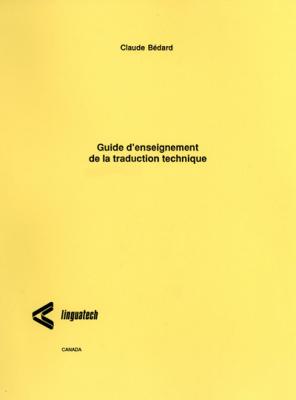 Claude Bédard
Guide d'enseignement
de la traduction technique
linguatech
CANADA